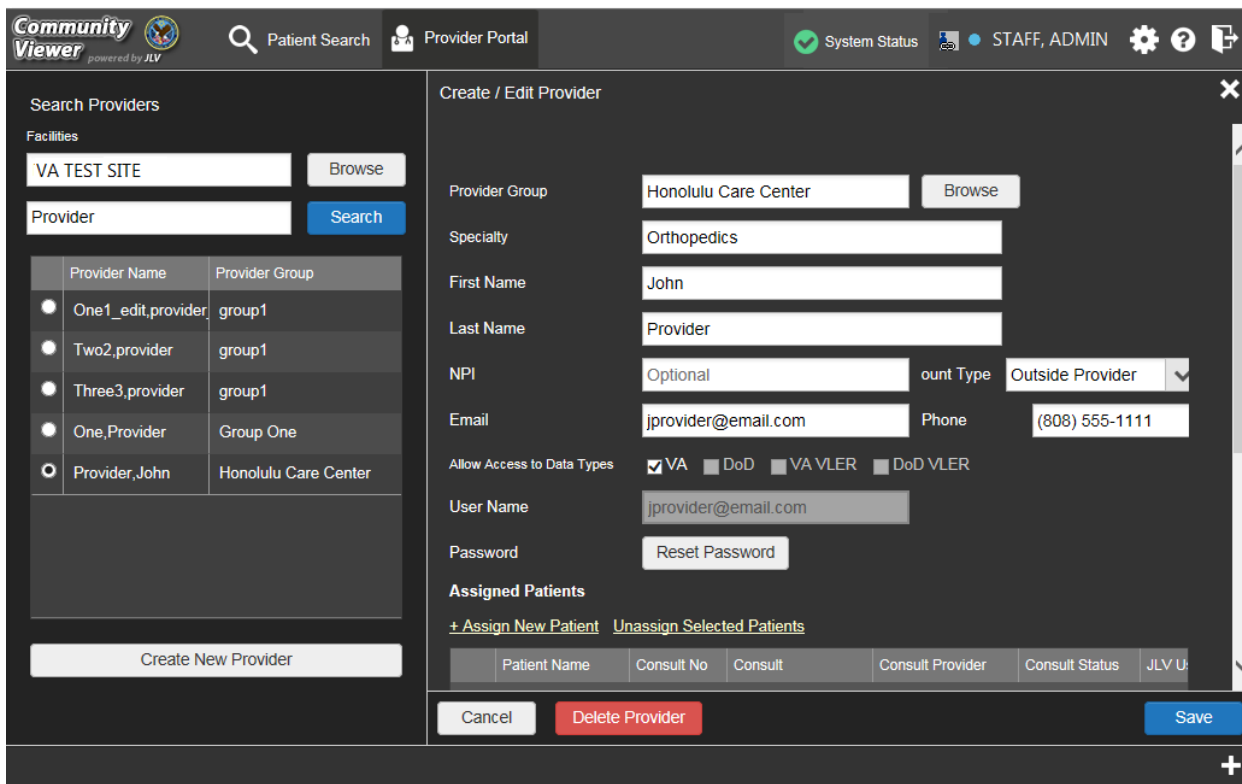 Community Viewer powered by JLV
Patient Search
Provider Portal
System Status
STAFF, ADMIN
Search Providers
Facilities
VA TEST SITE
Browse
Provider
Search
Provider Name Provider Group
One1_edit,provider_ group1
Two2,provider group1
Three3,provider group1
One,Provider Group One
Provider,John Honolulu Care Center
Create New Provider
Create / Edit Provider
Provider Group Honolulu Care Center Browse
Specialty Orthopedics
First Name John
Last Name Provider
NPI Optional ount Type Outside Provider
Email jprovider@email.com Phone (808) 555-1111
Allow Access to Data Types VA DoD VA VLER DoD VLER
User Name jprovider@email.com
Password Reset Password
Assigned Patients
+ Assign New Patient Unassign Selected Patients
Patient Name Consult No Consult Consult Provider Consult Status JLV U
Cancel Delete Provider Save